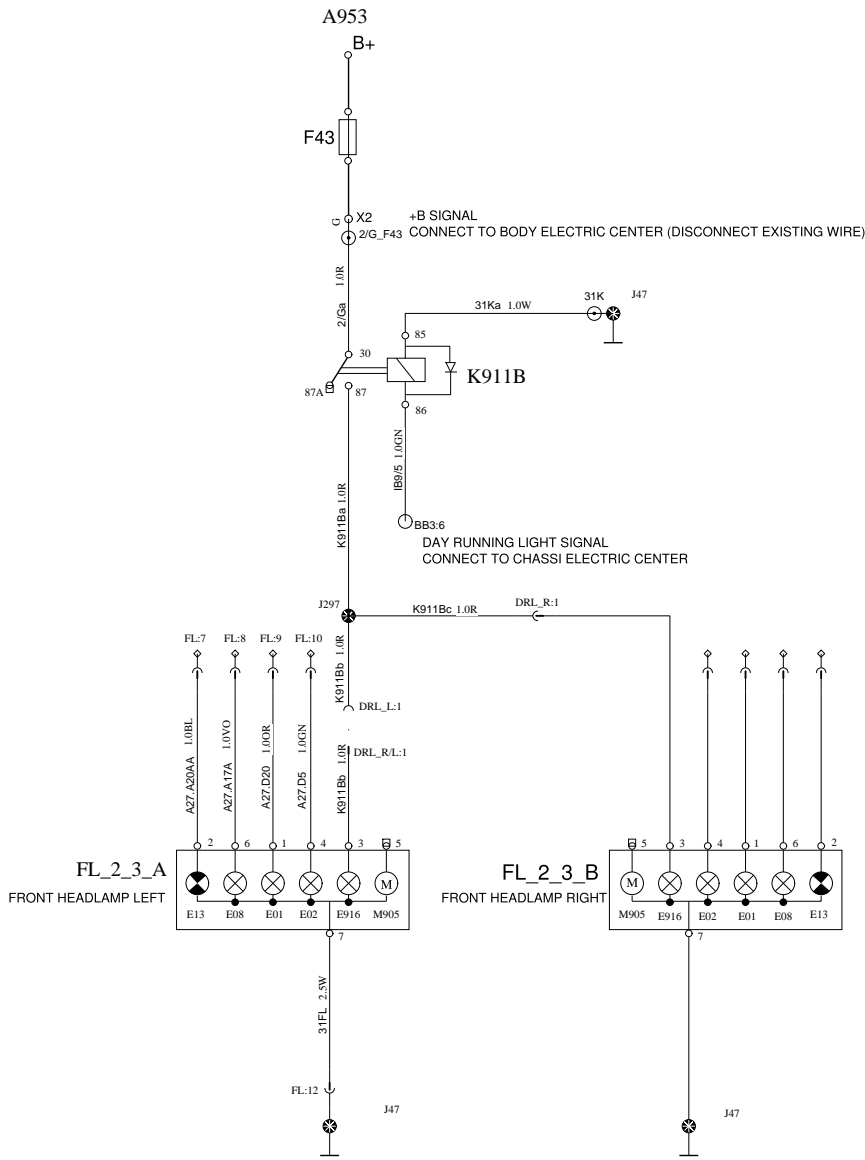 A953
B+
F43
G
X2
2/G_F43
+B SIGNAL
CONNECT TO BODY ELECTRIC CENTER (DISCONNECT EXISTING WIRE)
2/Ga 1.0R
31Ka 1.0W
31K
J47
85
30
K911B
87A
87
86
IB9/5 1.0GN
K911Ba 1.0R
BB3:6
DAY RUNNING LIGHT SIGNAL
CONNECT TO CHASSI ELECTRIC CENTER
J297
K911Bc 1.0R
DRL_R:1
FL:7
FL:8
FL:9
FL:10
K911Bb 1.0R
DRL_L:1
DRL_R/L:1
A27.A20AA 1.0BL
A27.A17A 1.0VO
A27.D20 1.0OR
A27.D5 1.0GN
K911Bb 1.0R
2
6
1
4
3
5
5
3
4
1
6
2
FL_2_3_A
FRONT HEADLAMP LEFT
M
E13
E08
E01
E02
E916
M905
7
FL_2_3_B
FRONT HEADLAMP RIGHT
M
M905
E916
E02
E01
E08
E13
7
31FL 2.5W
FL:12
J47
J47